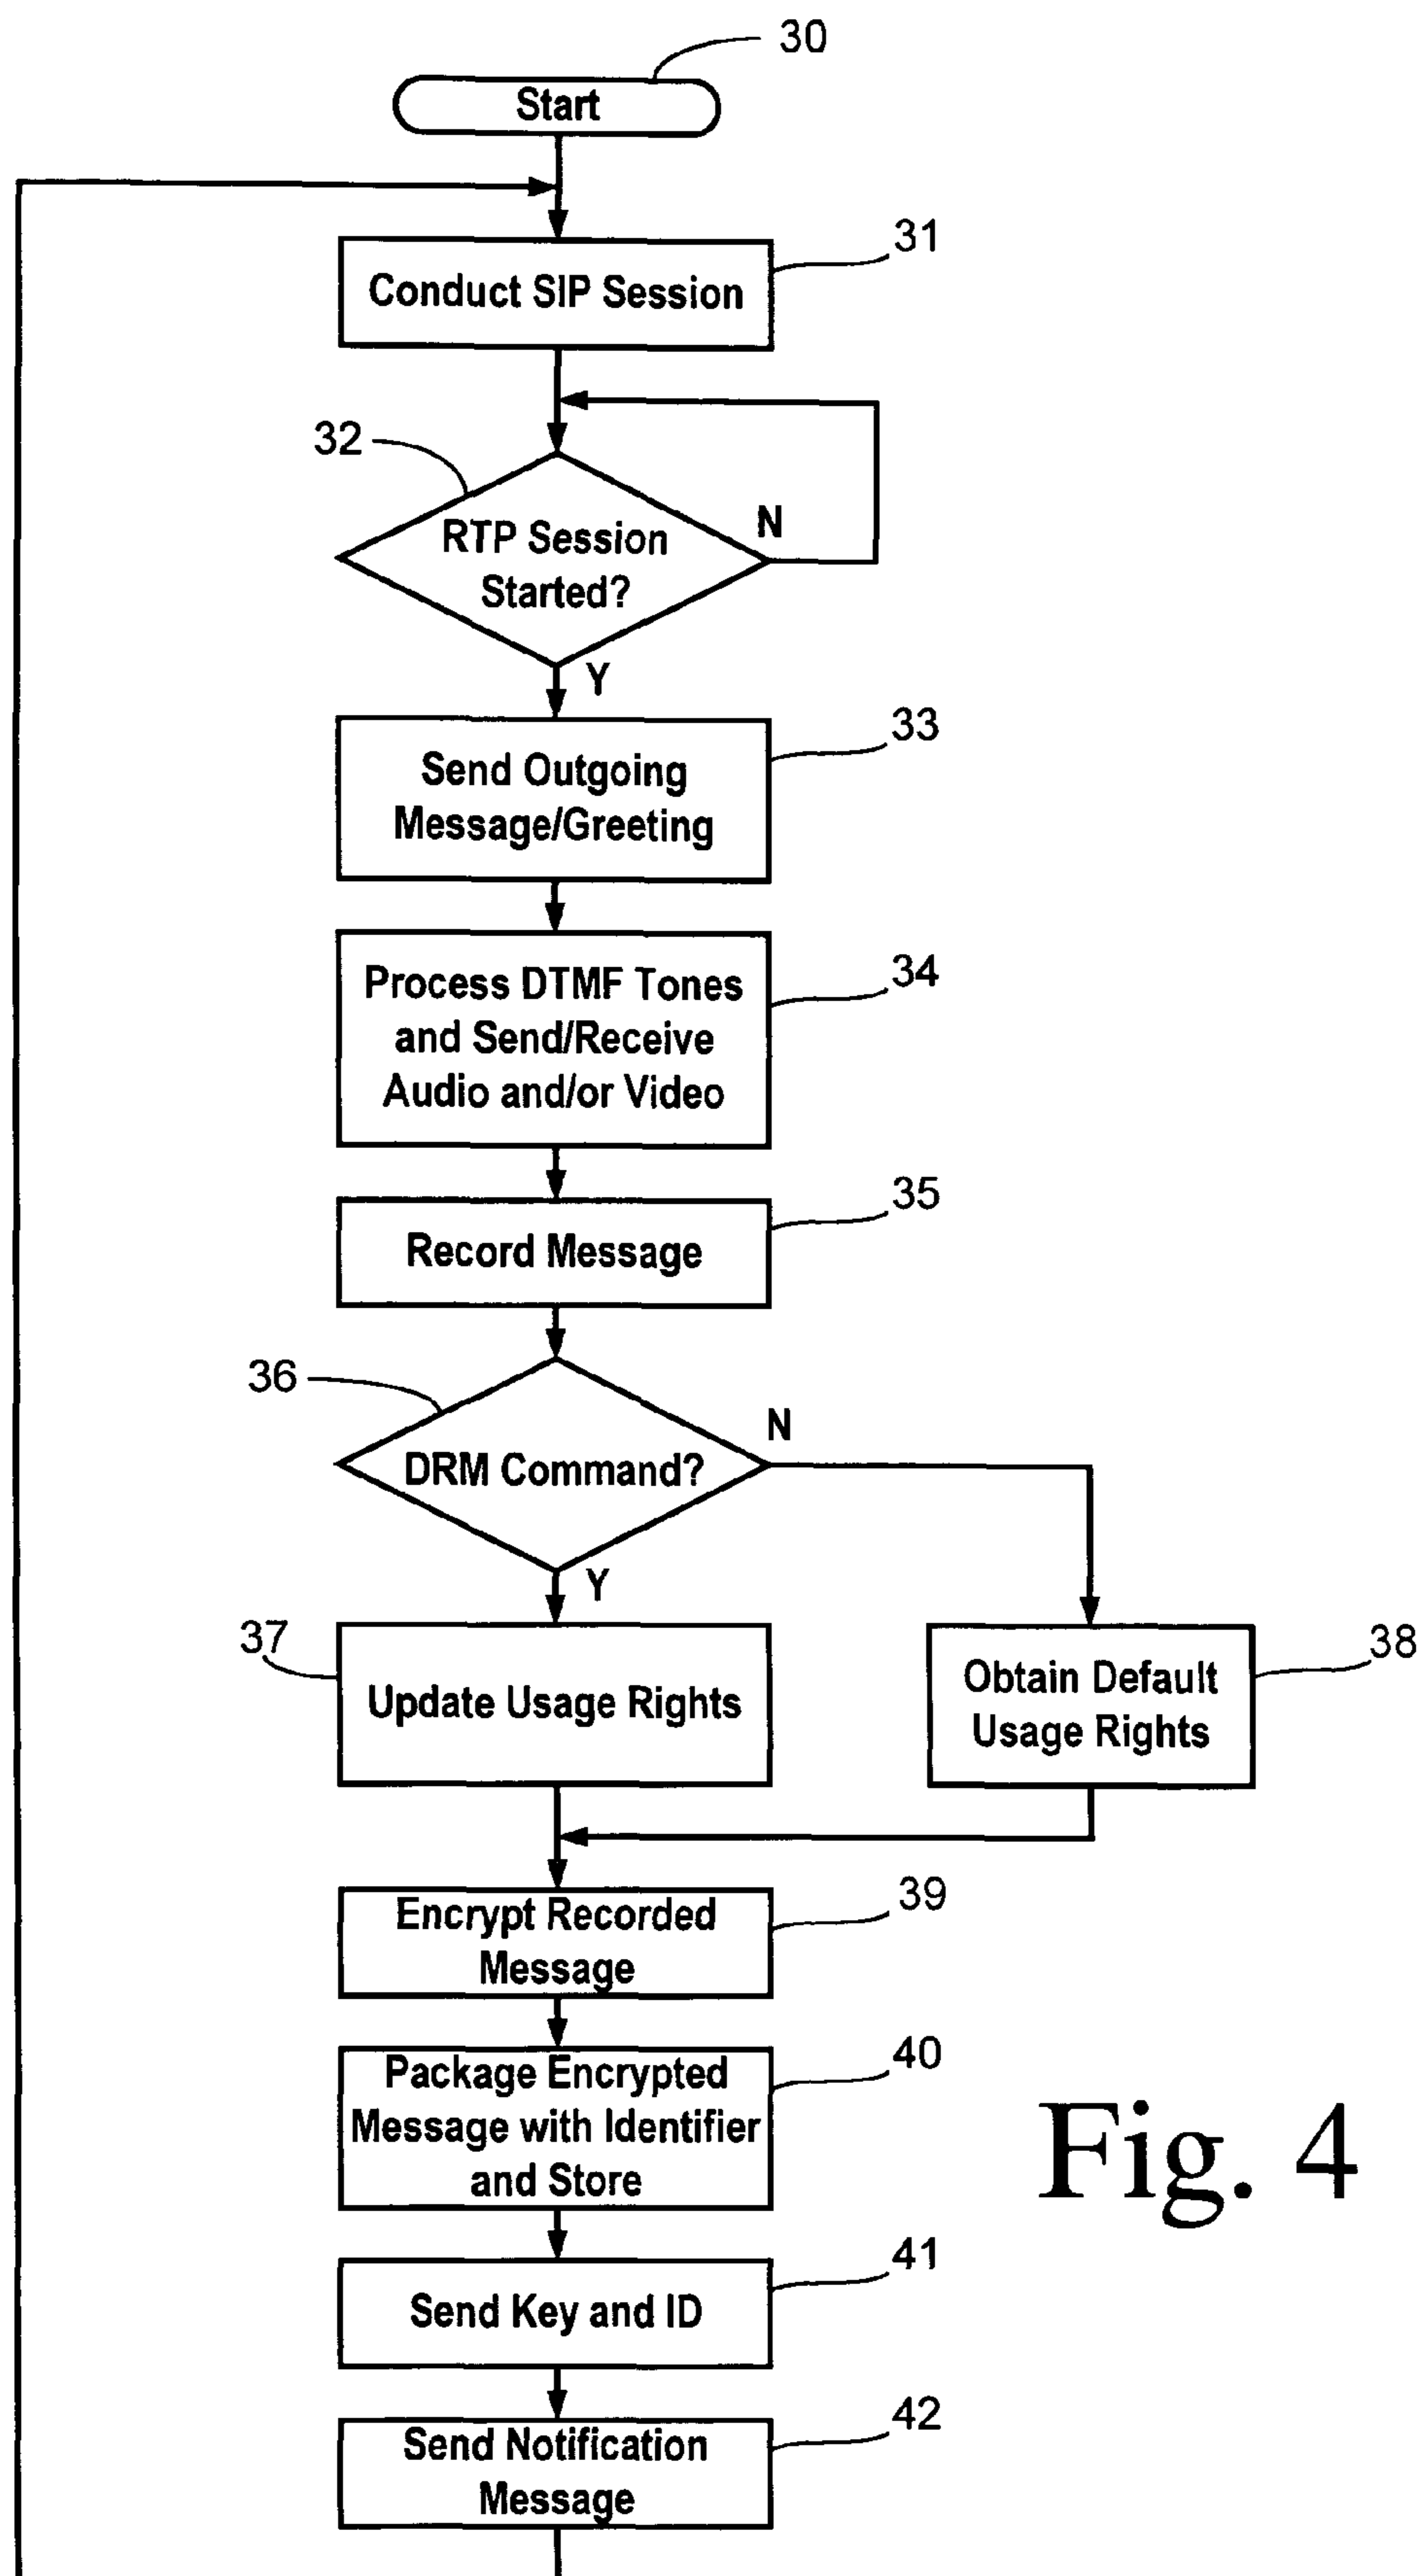 30
Start
31
Conduct SIP Session
32
RTP Session
Started?
N
Y
33
Send Outgoing
Message/Greeting
34
Process DTMF Tones
and Send/Receive
Audio and/or Video
35
Record Message
36
DRM Command?
N
Y
37
Update Usage Rights
38
Obtain Default
Usage Rights
39
Encrypt Recorded
Message
40
Package Encrypted
Message with Identifier
and Store
41
Send Key and ID
42
Send Notification
Message
Fig. 4